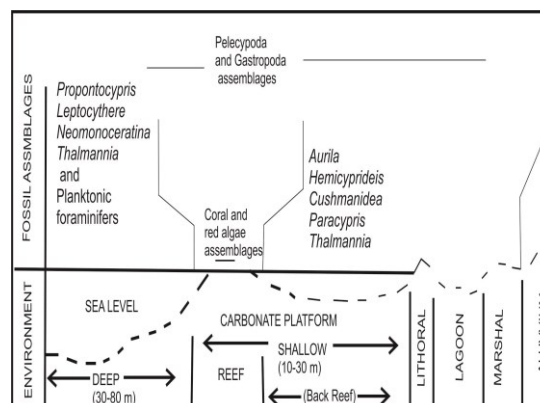 Pelecypoda
and Gastropoda
assemblages
Propontocypris
Leptocythere
Neomonoceratina
Thalmannia
and
Planktonic
foraminifers
Aurila
Hemicyprideis
Cushmanidea
Paracypris
Thalmannia
Coral and
red algae
assemblages
FOSSIL ASSMBLAGES
ENVIRONMENT
SEA LEVEL
CARBONATE PLATFORM
SHALLOW
(10-30 m)
REEF
DEEP
(30-80 m)
(Back Reef)
LITHORAL
LAGOON
MARSHAL